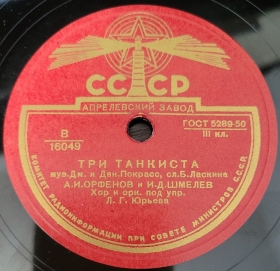 СССР
АПРЕЛЕВСКИЙ ЗАВОД
В
16049
ГОСТ 5289-50
III кл.
ТРИ ТАНКИСТА
муз. Дм. и Дан. Покрасс, сл. Б. Ласкина
А.И. ОРФЕНОВ и И.Д. ШМЕЛЕВ
Хор и орк. под упр.
Л. Г. Юрьева
КОМИТЕТ РАДИОИНФОРМАЦИИ ПРИ СОВЕТЕ МИНИСТРОВ СССР.